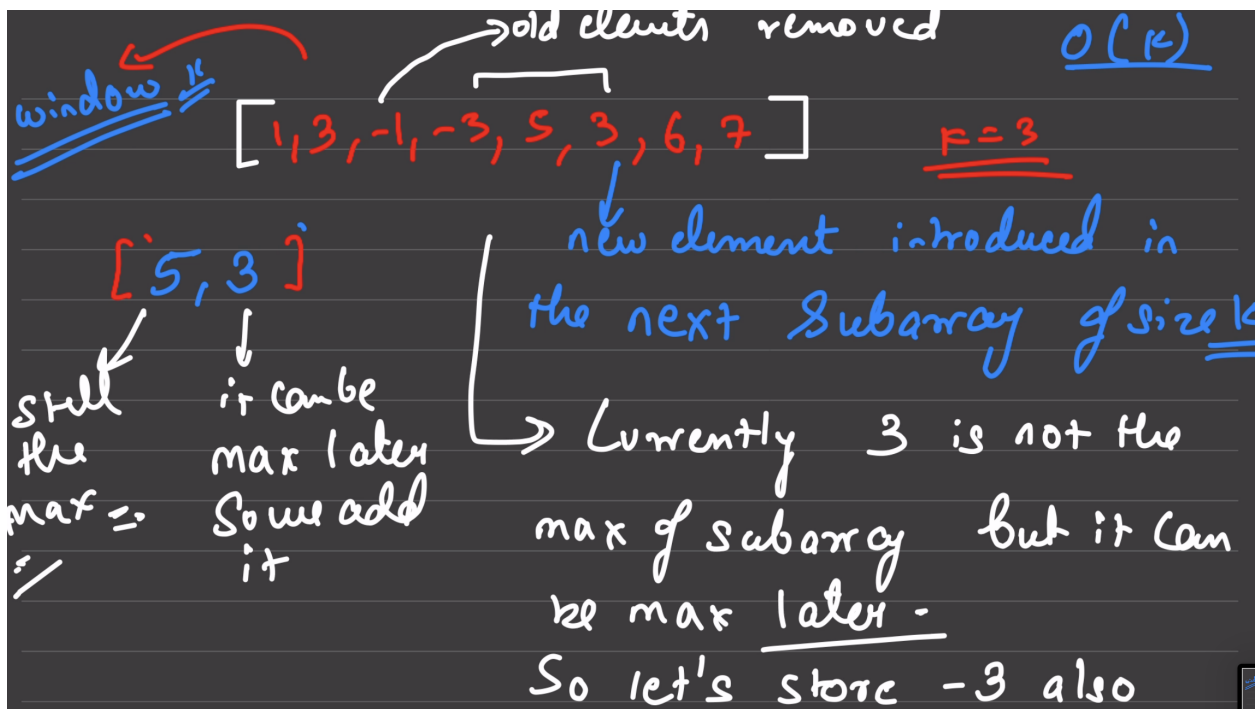 old elements removed
O(K)
window K
[1, 3, -1, -3, 5, 3, 6, 7]
K = 3
new element introduced in
the next Subarray of size K
[5, 3]
still
the
max
it can be
max later
So we add
it
Currently 3 is not the
max of subarray but it can
be max later.
So let's store -3 also